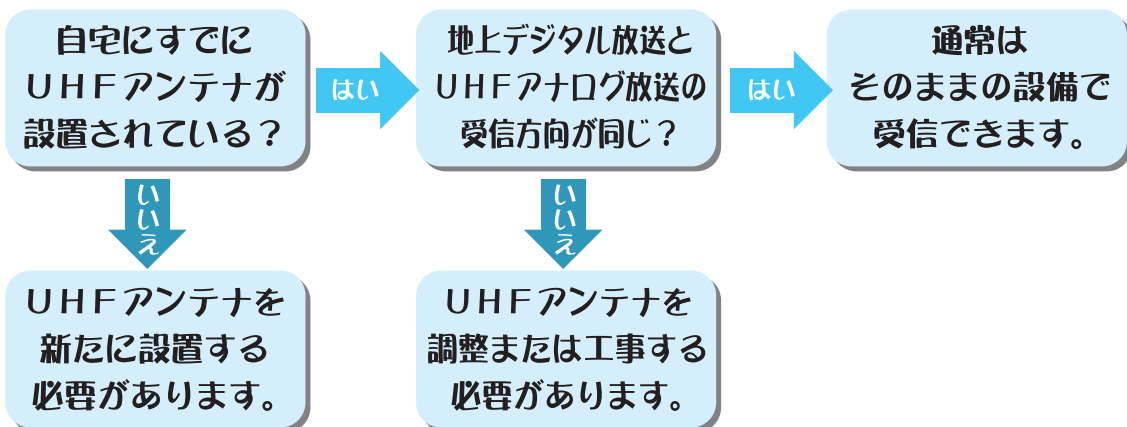 自宅にすでに
UHFアンテナが
設置されている？
はい
地上デジタル放送と
UHFアナログ放送の
受信方向が同じ？
はい
通常は
そのままの設備で
受信できます。
いいえ
いいえ
UHFアンテナを
新たに設置する
必要があります。
UHFアンテナを
調整または工事する
必要があります。